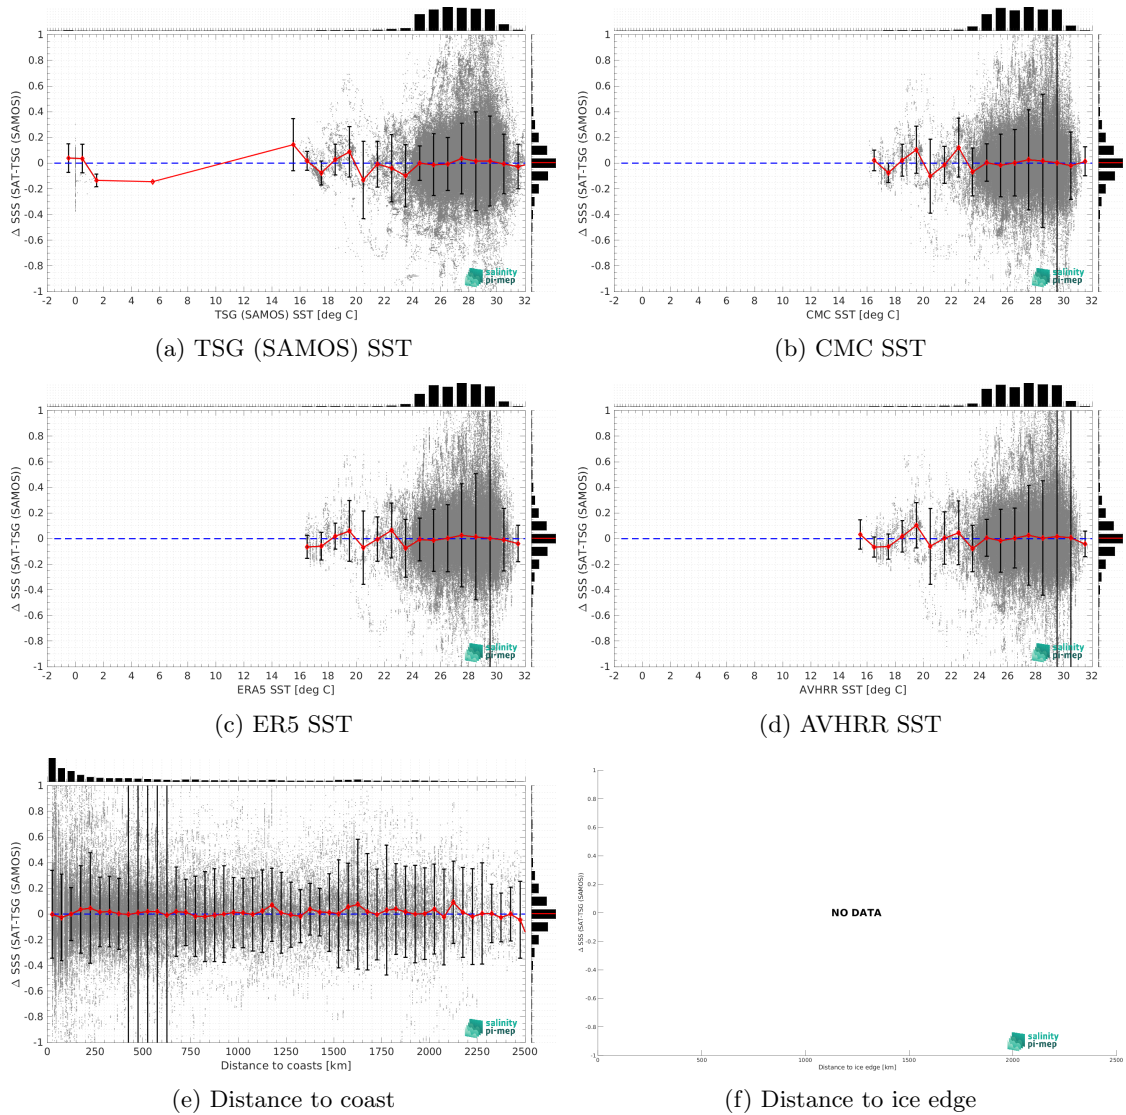 1
0.8
0.6
0.4
0.2
0
-0.2
-0.4
-0.6
-0.8
-1
Δ SSS (SAT-TSG (SAMOS))
-2 0 2 4 6 8 10 12 14 16 18 20 22 24 26 28 30 32
TSG (SAMOS) SST [deg C]
salinity
pi-mep
(a) TSG (SAMOS) SST
1
0.8
0.6
0.4
0.2
0
-0.2
-0.4
-0.6
-0.8
-1
Δ SSS (SAT-TSG (SAMOS))
-2 0 2 4 6 8 10 12 14 16 18 20 22 24 26 28 30 32
CMC SST [deg C]
salinity
pi-mep
(b) CMC SST
1
0.8
0.6
0.4
0.2
0
-0.2
-0.4
-0.6
-0.8
-1
Δ SSS (SAT-TSG (SAMOS))
-2 0 2 4 6 8 10 12 14 16 18 20 22 24 26 28 30 32
ERA5 SST [deg C]
salinity
pi-mep
(c) ER5 SST
1
0.8
0.6
0.4
0.2
0
-0.2
-0.4
-0.6
-0.8
-1
Δ SSS (SAT-TSG (SAMOS))
-2 0 2 4 6 8 10 12 14 16 18 20 22 24 26 28 30 32
AVHRR SST [deg C]
salinity
pi-mep
(d) AVHRR SST
1
0.8
0.6
0.4
0.2
0
-0.2
-0.4
-0.6
-0.8
-1
Δ SSS (SAT-TSG (SAMOS))
0 250 500 750 1000 1250 1500 1750 2000 2250 2500
Distance to coasts [km]
salinity
pi-mep
(e) Distance to coast
1
0.8
0.6
0.4
0.2
0
-0.2
-0.4
-0.6
-0.8
-1
Δ SSS (SAT-TSG (SAMOS))
NO DATA
0 500 1000 1500 2000 2500
Distance to ice edge [km]
salinity
pi-mep
(f) Distance to ice edge